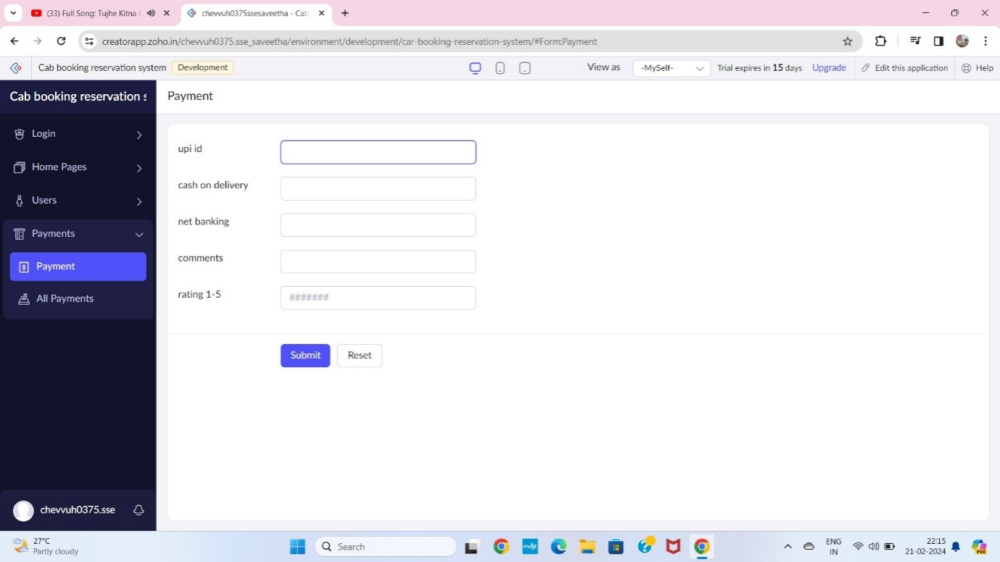 (33) Full Song: Tujhe Kitna C
chevvuh0375ssesaveetha - Cab
creatorapp.zoho.in/chevvuh0375.sse_saveetha/environment/development/car-booking-reservation-system/#Form:Payment
Cab booking reservation system Development View as -MySelf- Trial expires in 15 days Upgrade Edit this application Help
Cab booking reservation s
Payment
Login
Home Pages
Users
Payments
Payment
All Payments
upi id
cash on delivery
net banking
comments
rating 1-5 #######
Submit Reset
chevvuh0375.sse
27°C
Partly cloudy
Search
ENG
IN
22:15
21-02-2024
PRE